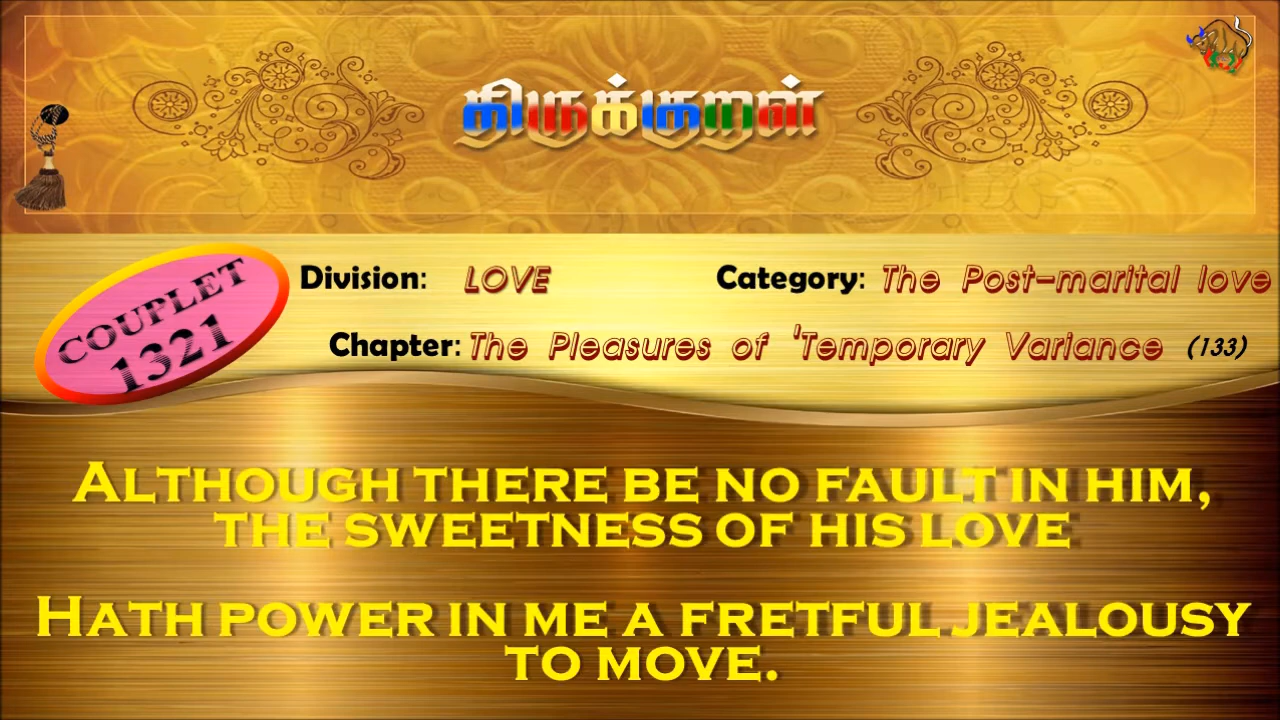 திருக்குறள்
COUPLET
1321
Division: LOVE Category: The Post-marital love
Chapter: The Pleasures of 'Temporary Variance (133)
ALTHOUGH THERE BE NO FAULT IN HIM,
THE SWEETNESS OF HIS LOVE
HATH POWER IN ME A FRETFUL JEALOUSY
TO MOVE.